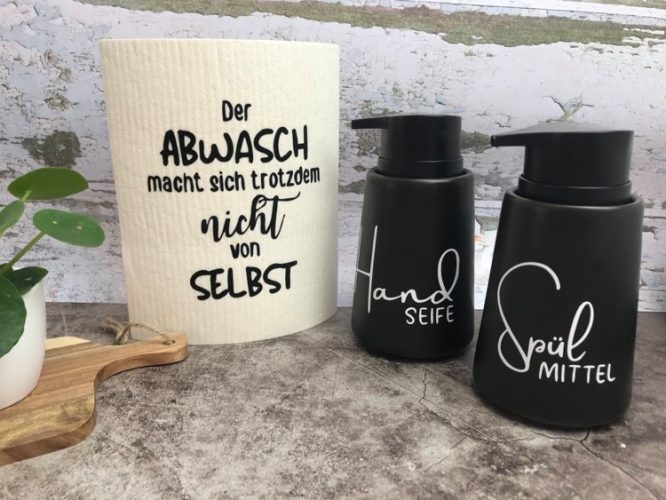 Der
ABWASCH
macht sich trotzdem
nicht
von
SELBST
Hand
SEIFE
Spül
MITTEL